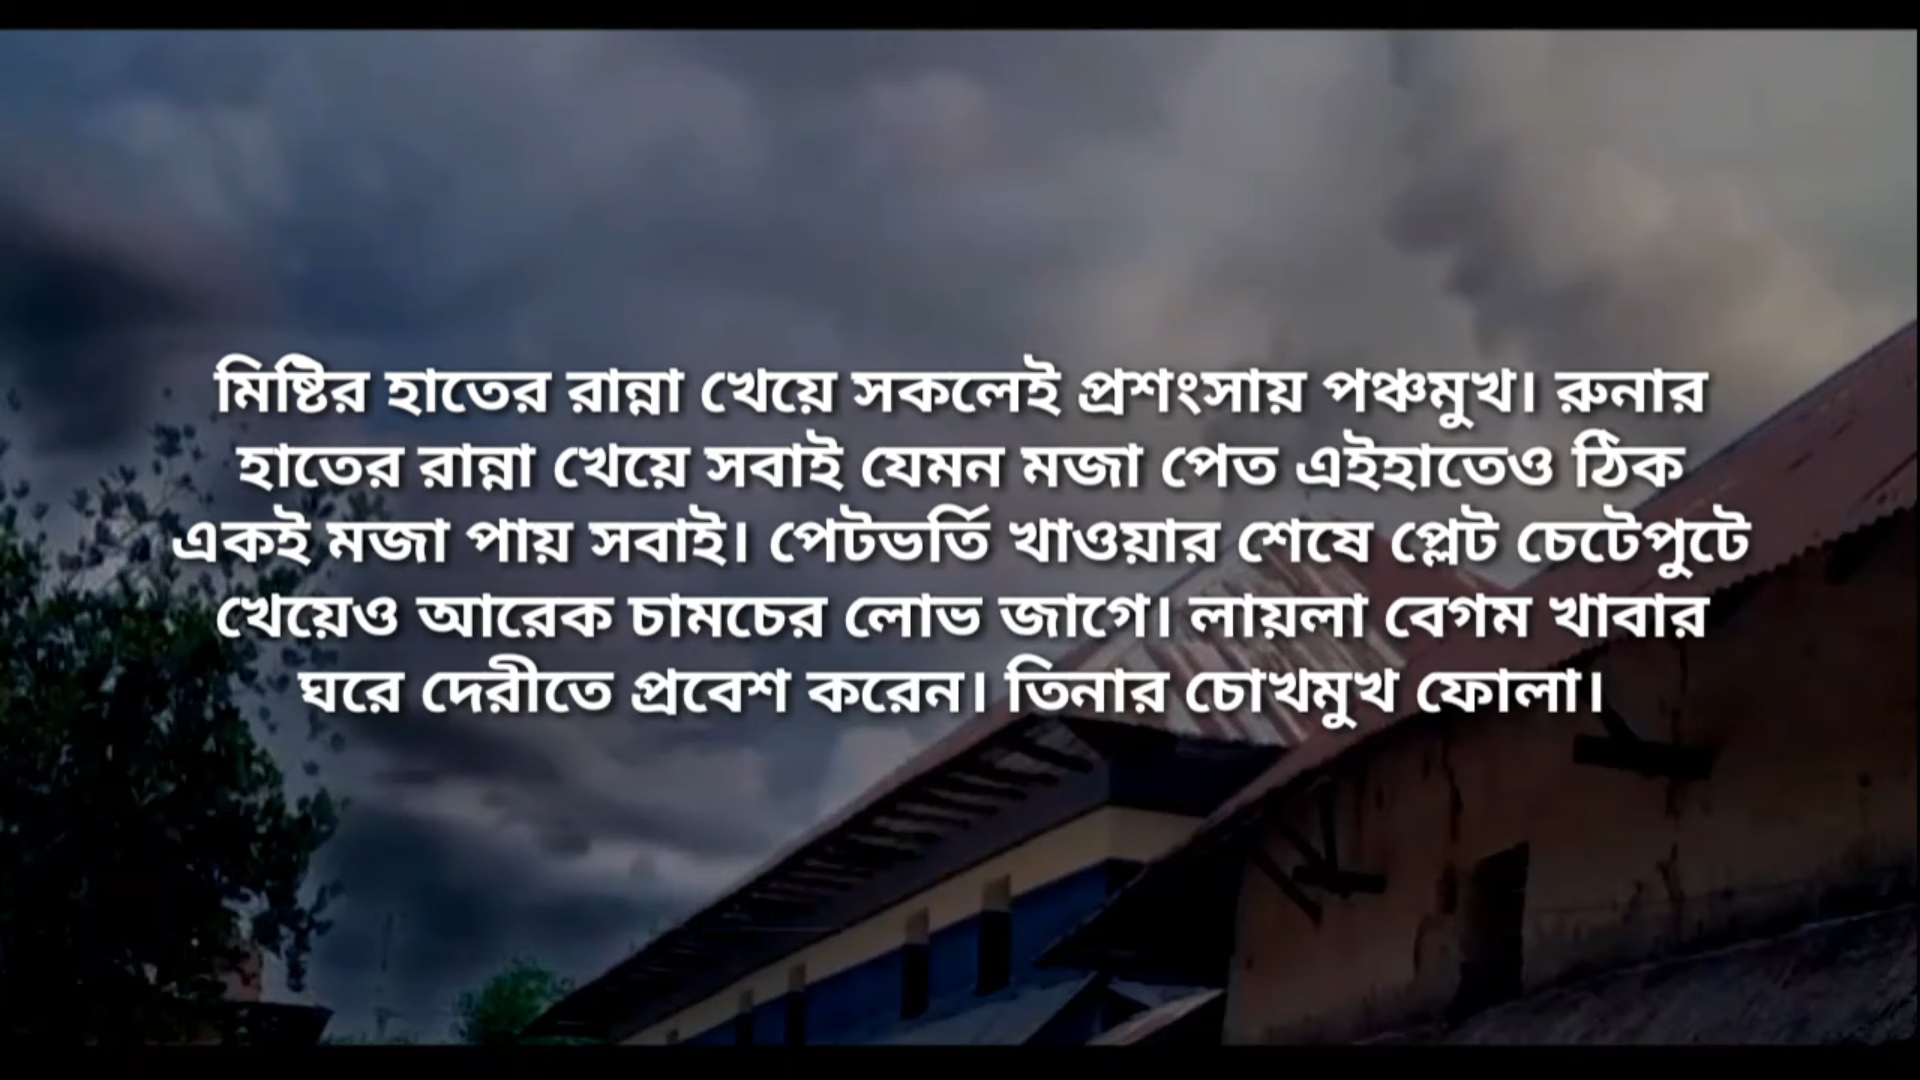 মিষ্টির হাতের রান্না খেয়ে সকলেই প্রশংসায় পঞ্চমুখ। রুনার
হাতের রান্না খেয়ে সবাই যেমন মজা পেত এইহাতেও ঠিক
একই মজা পায় সবাই। পেটভর্তি খাওয়ার শেষে প্লেট চেটেপুটে
খেয়েও আরেক চামচের লোভ জাগে। লায়লা বেগম খাবার
ঘরে দেরীতে প্রবেশ করেন। তিনার চোখমুখ ফোলা।